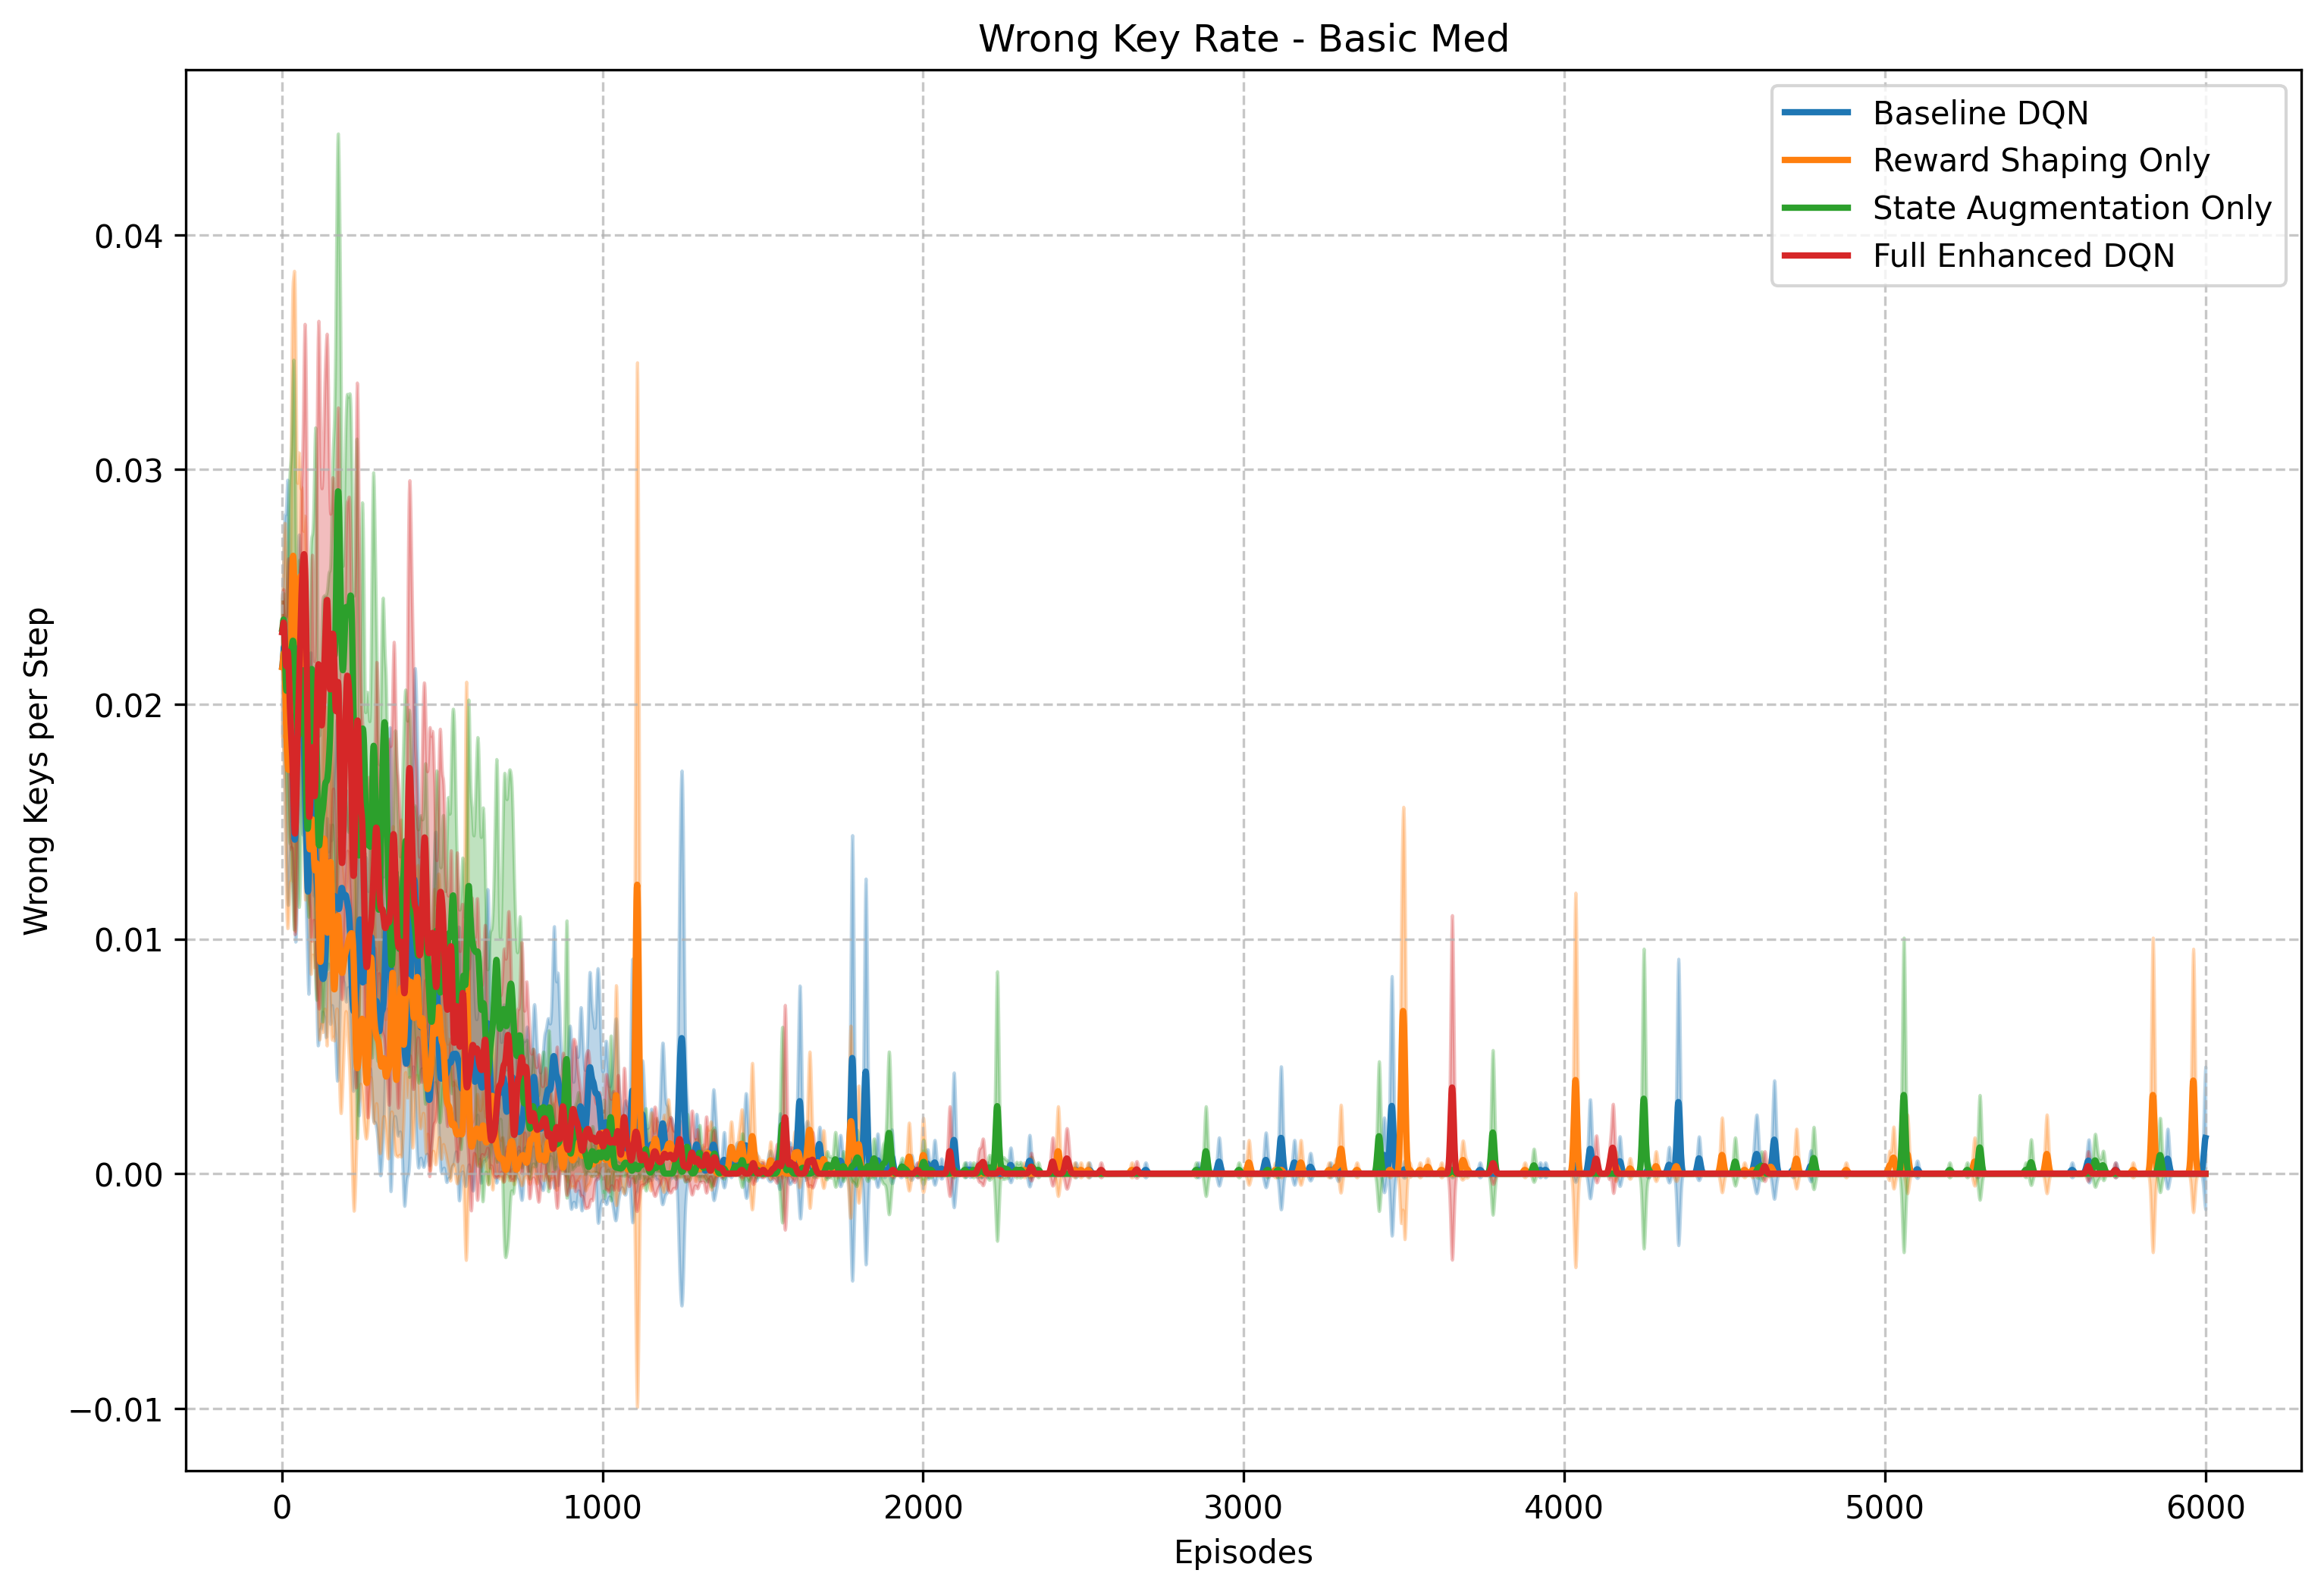 Wrong Key Rate - Basic Med
Baseline DQN
Reward Shaping Only
State Augmentation Only
Full Enhanced DQN
Wrong Keys per Step
0.04
0.03
0.02
0.01
0.00
−0.01
0 1000 2000 3000 4000 5000 6000
Episodes